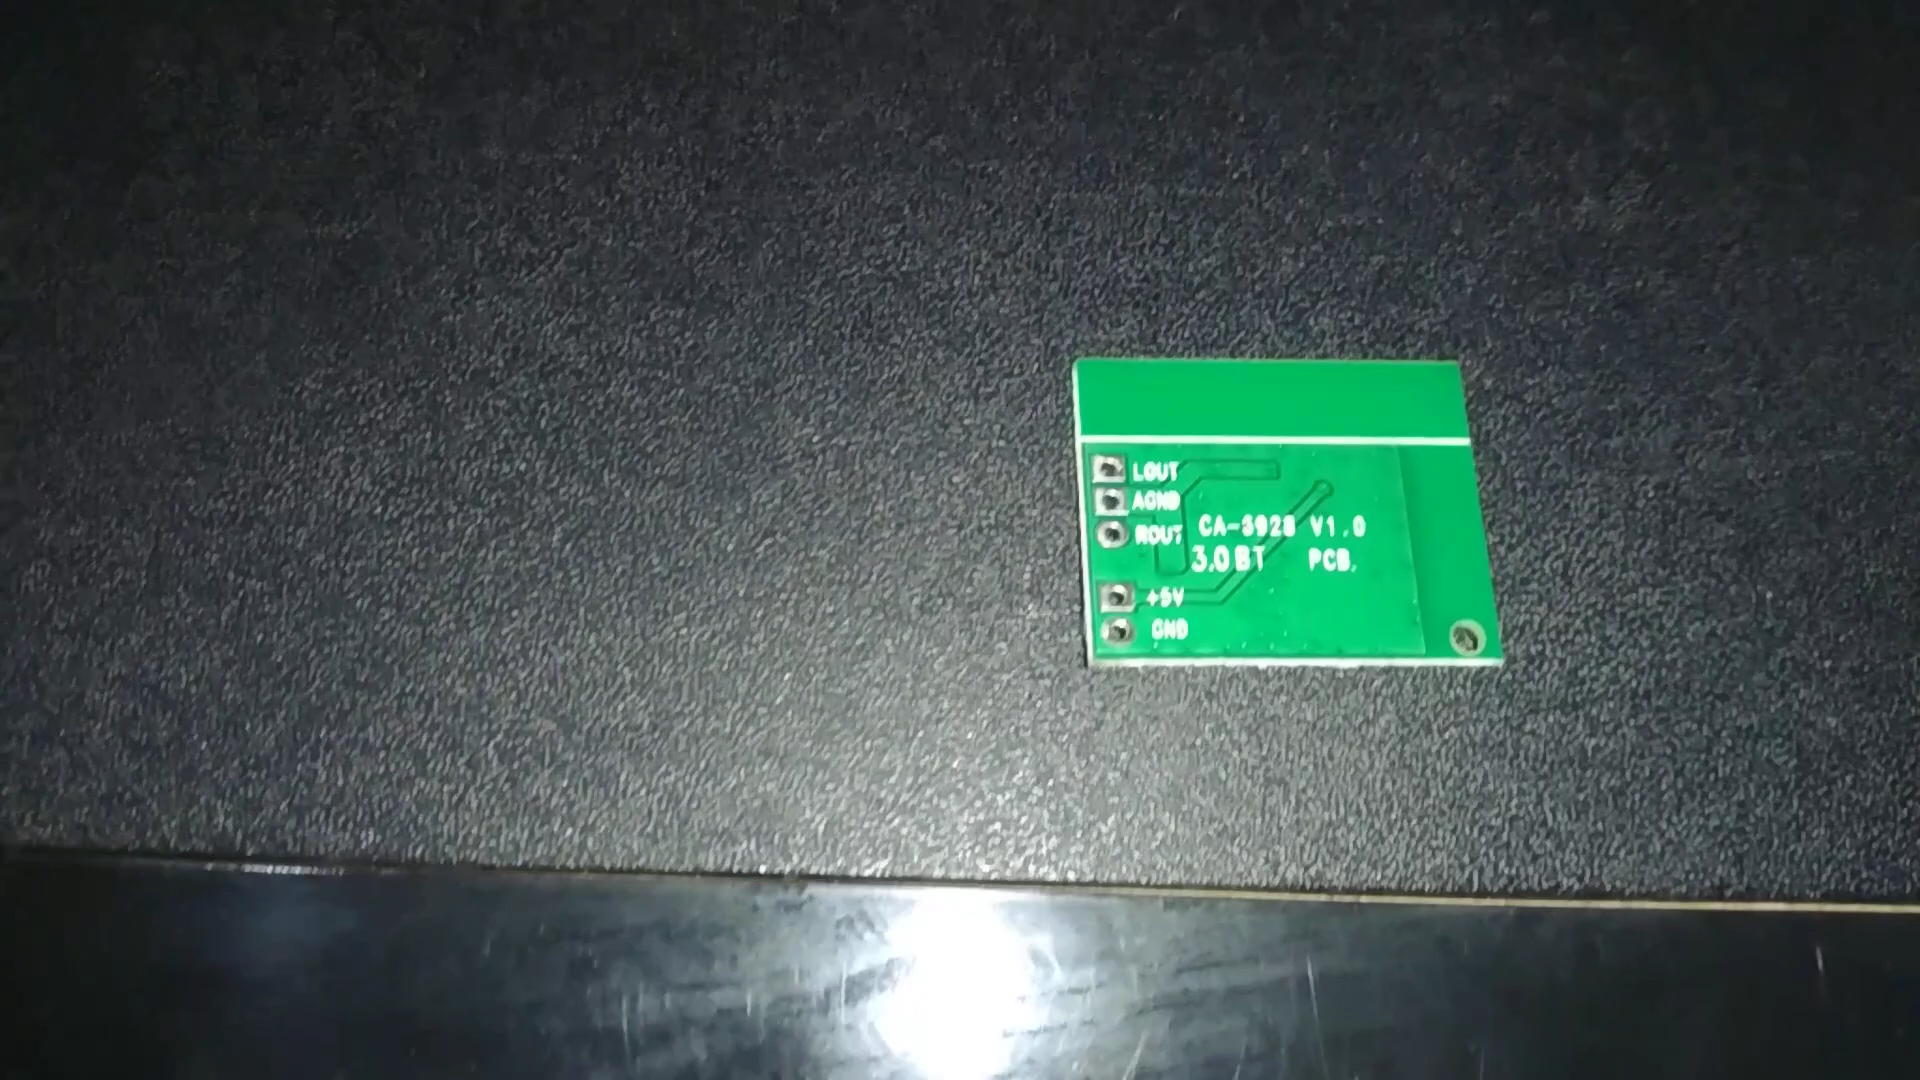 LOUT
AGND
ROUT
CA-3928 V1.0
3.0BT PCB.
+5V
GND